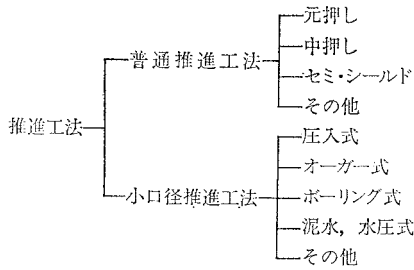 元押し
中押し
普通推進工法
セミ・シールド
その他
推進工法
圧入式
オーガー式
小口径推進工法
ボーリング式
泥水，水圧式
その他